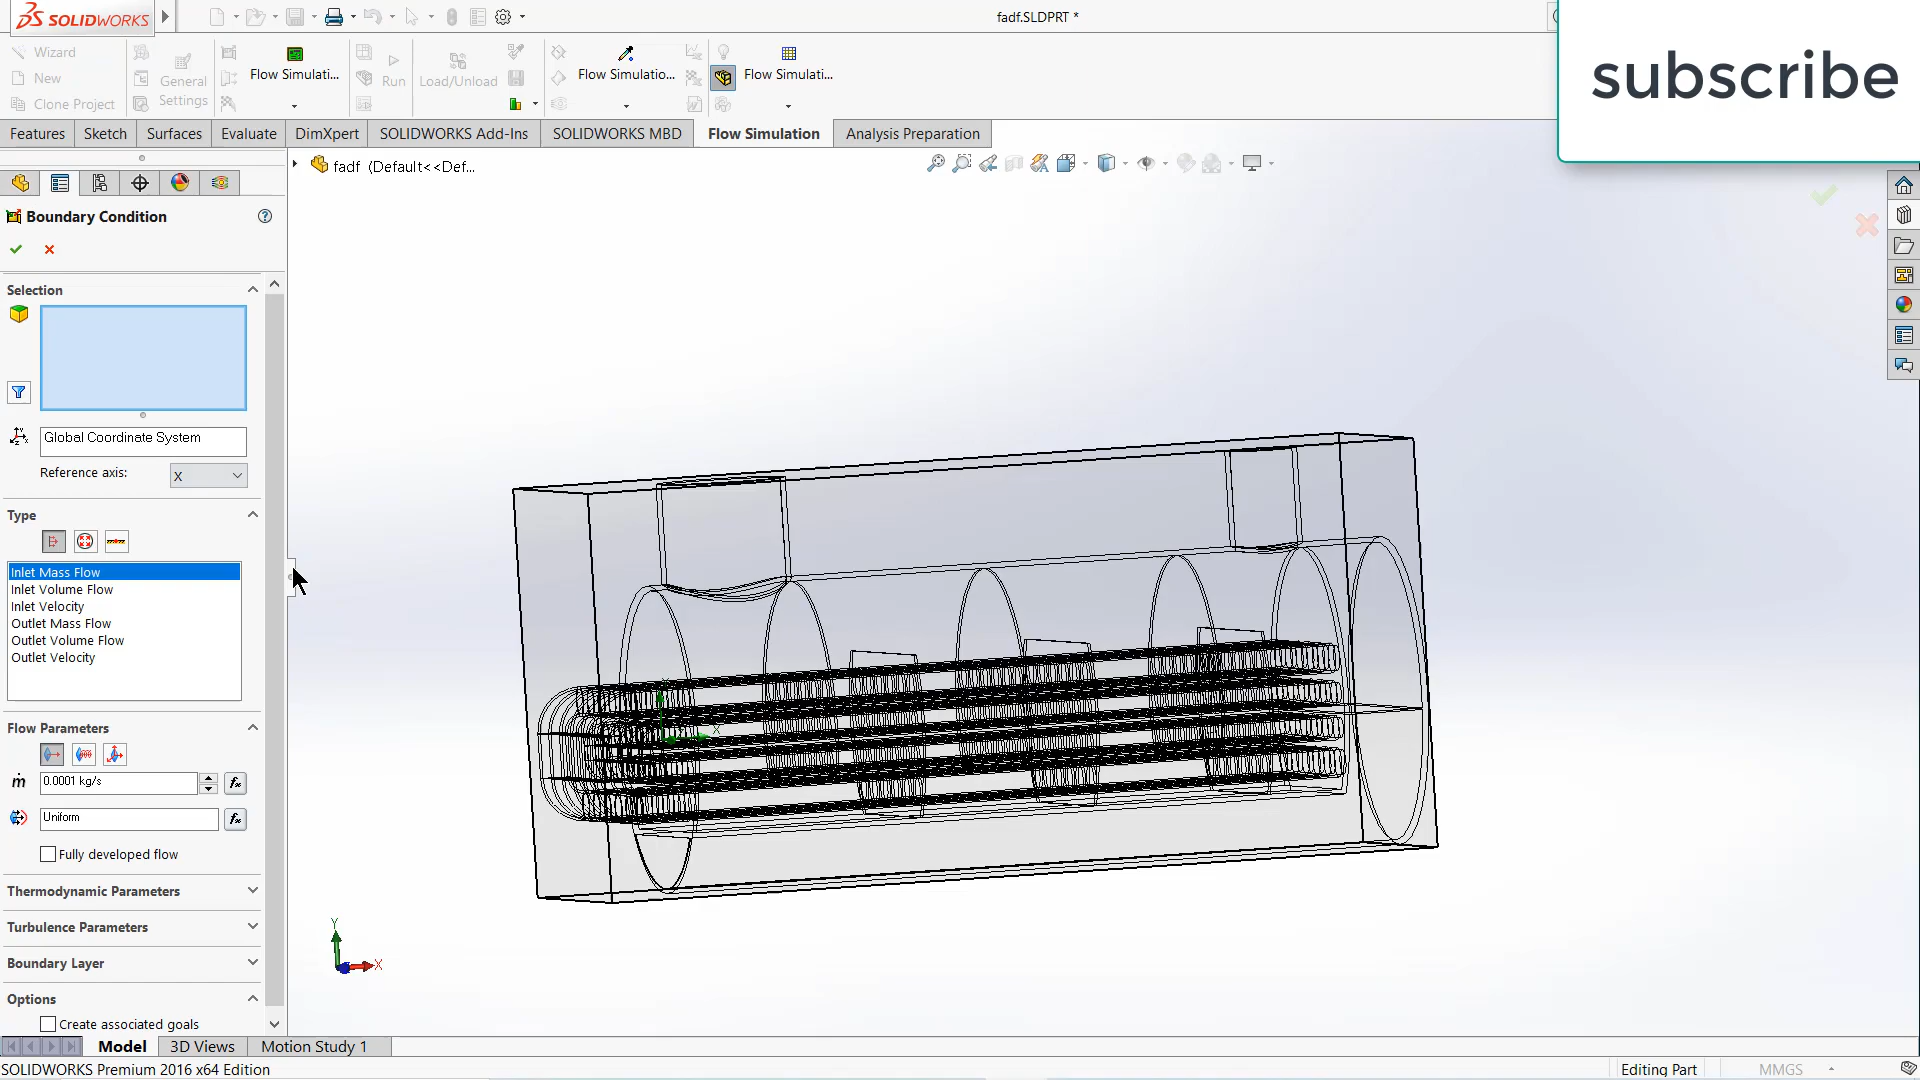 SOLIDWORKS
fadf.SLDPRT *
subscribe
Wizard
New
Clone Project
General
Settings
Flow Simulati...
Run
Load/Unload
Flow Simulatio...
Flow Simulati...
Features
Sketch
Surfaces
Evaluate
DimXpert
SOLIDWORKS Add-Ins
SOLIDWORKS MBD
Flow Simulation
Analysis Preparation
fadf (Default<<Def...
Boundary Condition
Selection
Global Coordinate System
Reference axis:
X
Type
Inlet Mass Flow
Inlet Volume Flow
Inlet Velocity
Outlet Mass Flow
Outlet Volume Flow
Outlet Velocity
Flow Parameters
ṁ
0.0001 kg/s
Uniform
Fully developed flow
Thermodynamic Parameters
Turbulence Parameters
Boundary Layer
Options
Create associated goals
X
Y
X
Model
3D Views
Motion Study 1
SOLIDWORKS Premium 2016 x64 Edition
Editing Part
MMGS